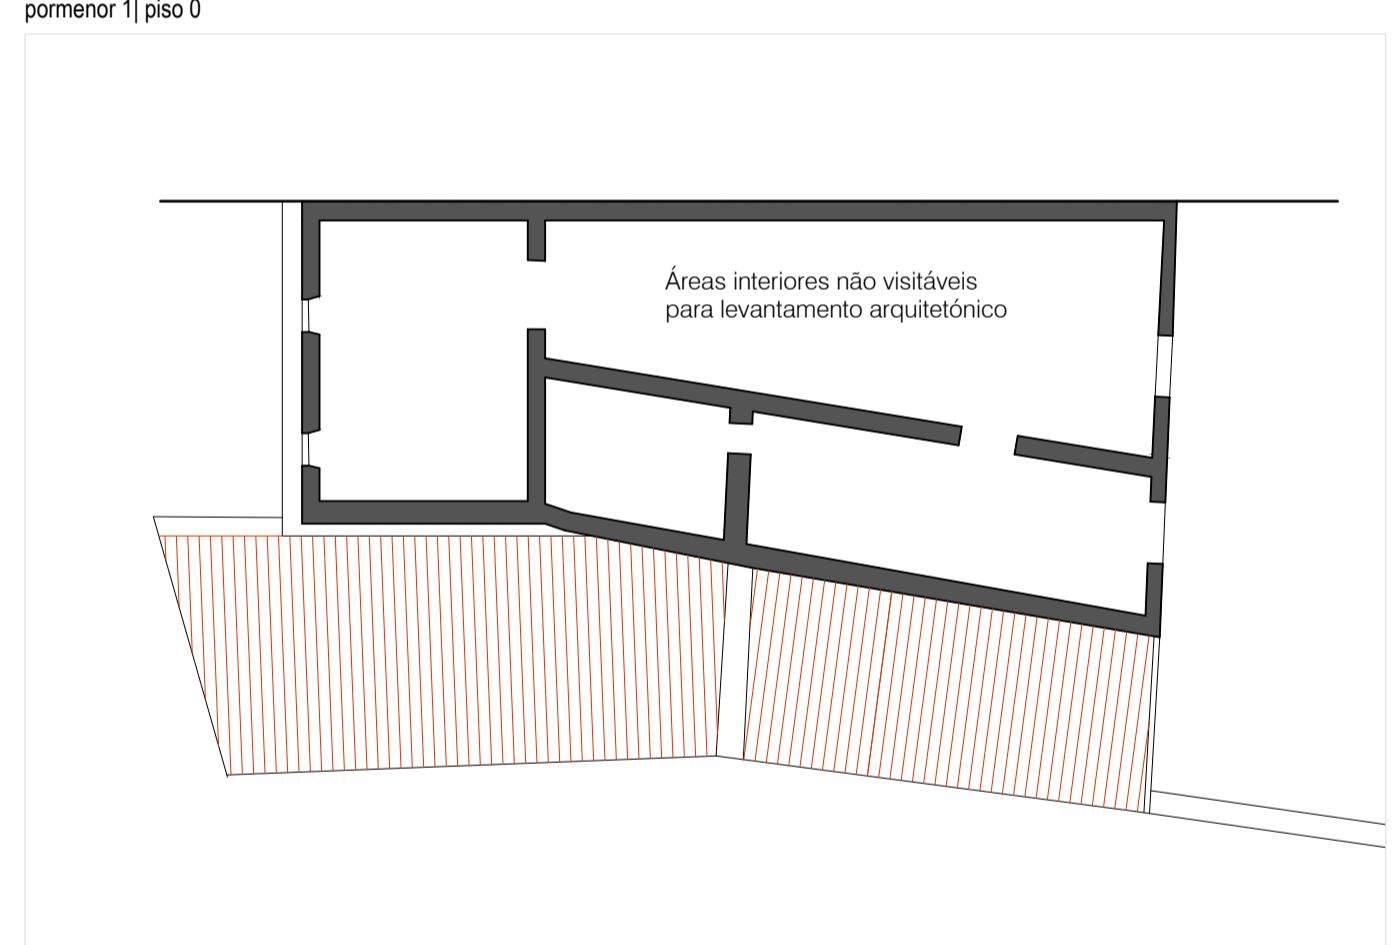 pormenor 1| piso 0
Áreas interiores não visitáveis
para levantamento arquitetónico